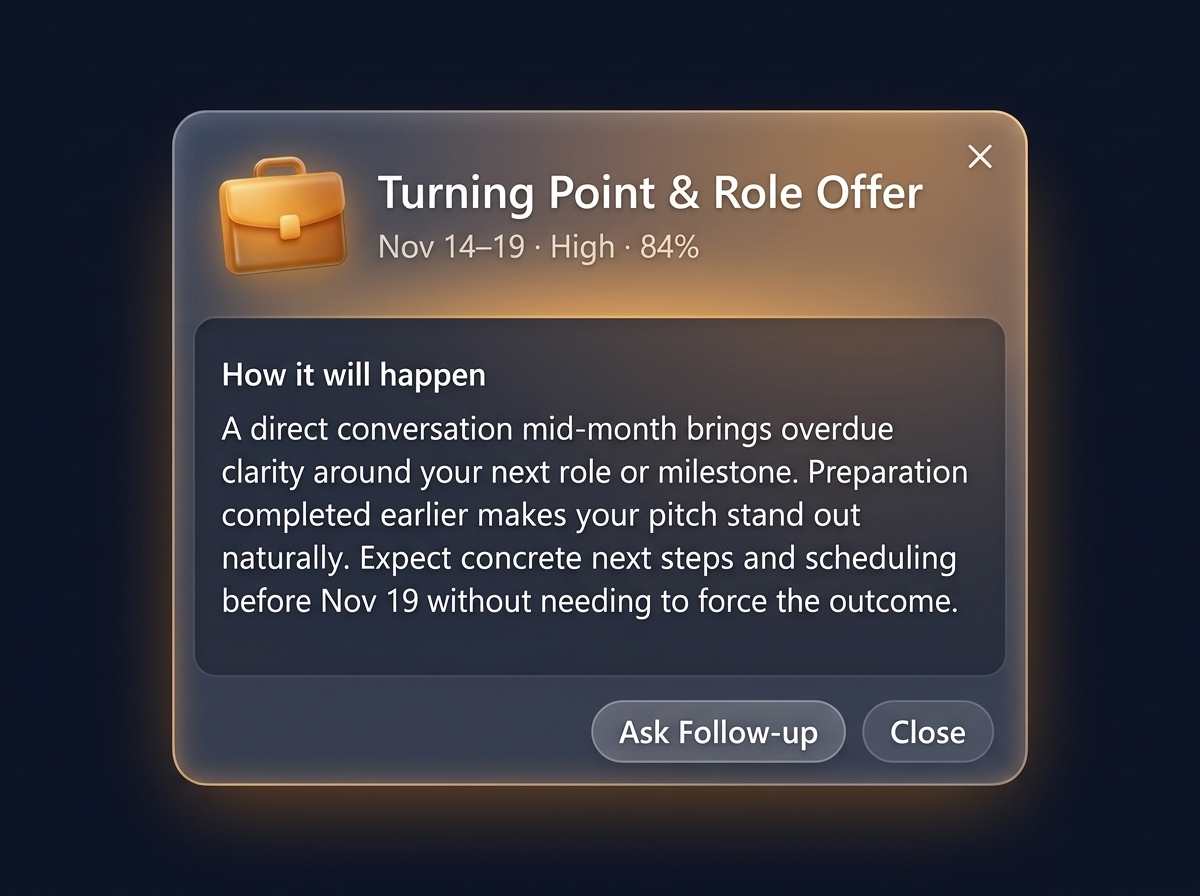 Turning Point & Role Offer
Nov 14–19 · High · 84%
How it will happen
A direct conversation mid-month brings overdue
clarity around your next role or milestone. Preparation
completed earlier makes your pitch stand out
naturally. Expect concrete next steps and scheduling
before Nov 19 without needing to force the outcome.
Ask Follow-up
Close